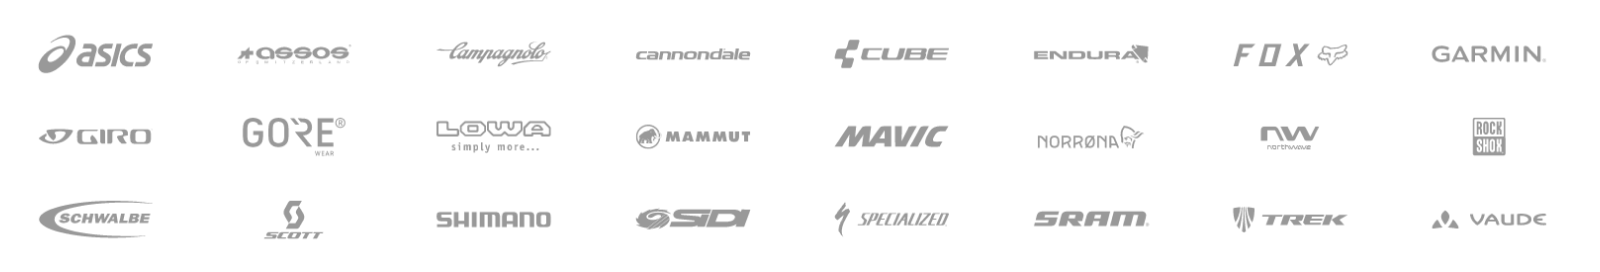 asics
assos
Campagnolo
cannondale
CUBE
ENDURA
FOX
GARMIN
GIRO
GORE®
WEAR
LOWA
simply more...
MAMMUT
MAVIC
NORRØNA
NW
northwave
ROCK
SHOX
SCHWALBE
SCOTT
SHIMANO
SIDI
SPECIALIZED
SRAM
TREK
VAUDE